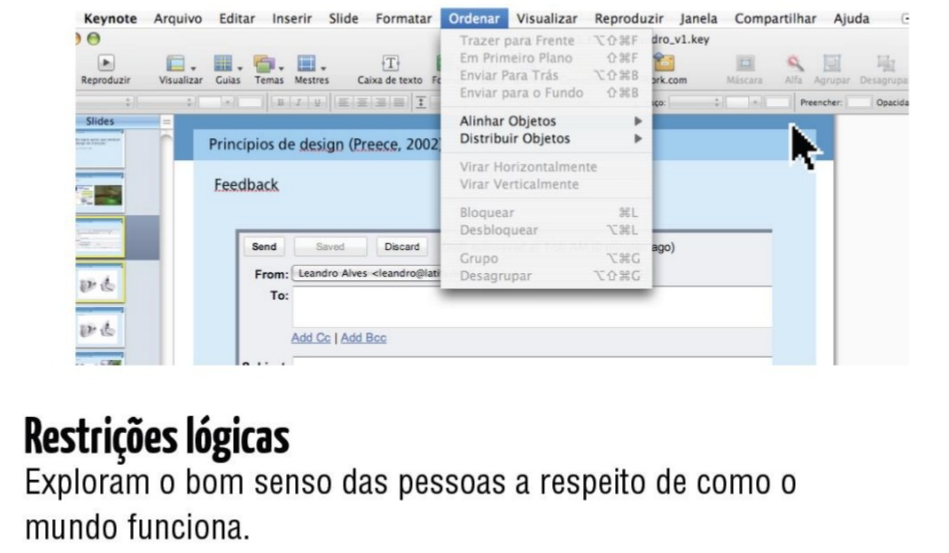 Keynote Arquivo Editar Inserir Slide Formatar Ordenar Visualizar Reproduzir Janela Compartilhar Ajuda
dro_v1.key
Reproduzir Visualizar Guias Temas Mestres Caixa de texto rk.com Máscara Alfa Agrupar Desagrupa
Preencher: Opacida
Trazer para Frente ⌥⇧⌘F
Em Primeiro Plano ⇧⌘F
Enviar Para Trás ⌥⇧⌘B
Enviar para o Fundo ⇧⌘B
Alinhar Objetos
Distribuir Objetos
Virar Horizontalmente
Virar Verticalmente
Bloquear ⌘L
Desbloquear ⌥⌘L
Grupo ⌥⌘G
Desagrupar ⌥⇧⌘G
Slides
Princípios de design (Preece, 2002)
Feedback
Send Saved Discard ago)
From: Leandro Alves <leandro@lati
To:
Add Cc | Add Bcc
Restrições lógicas
Exploram o bom senso das pessoas a respeito de como o
mundo funciona.